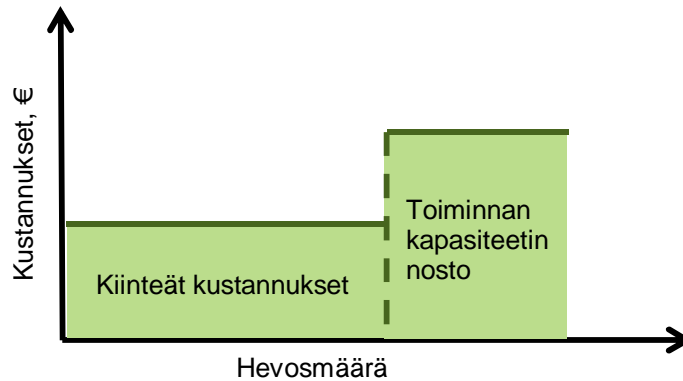 Kustannukset, €
Kiinteät kustannukset
Toiminnan
kapasiteetin
nosto
Hevosmäärä